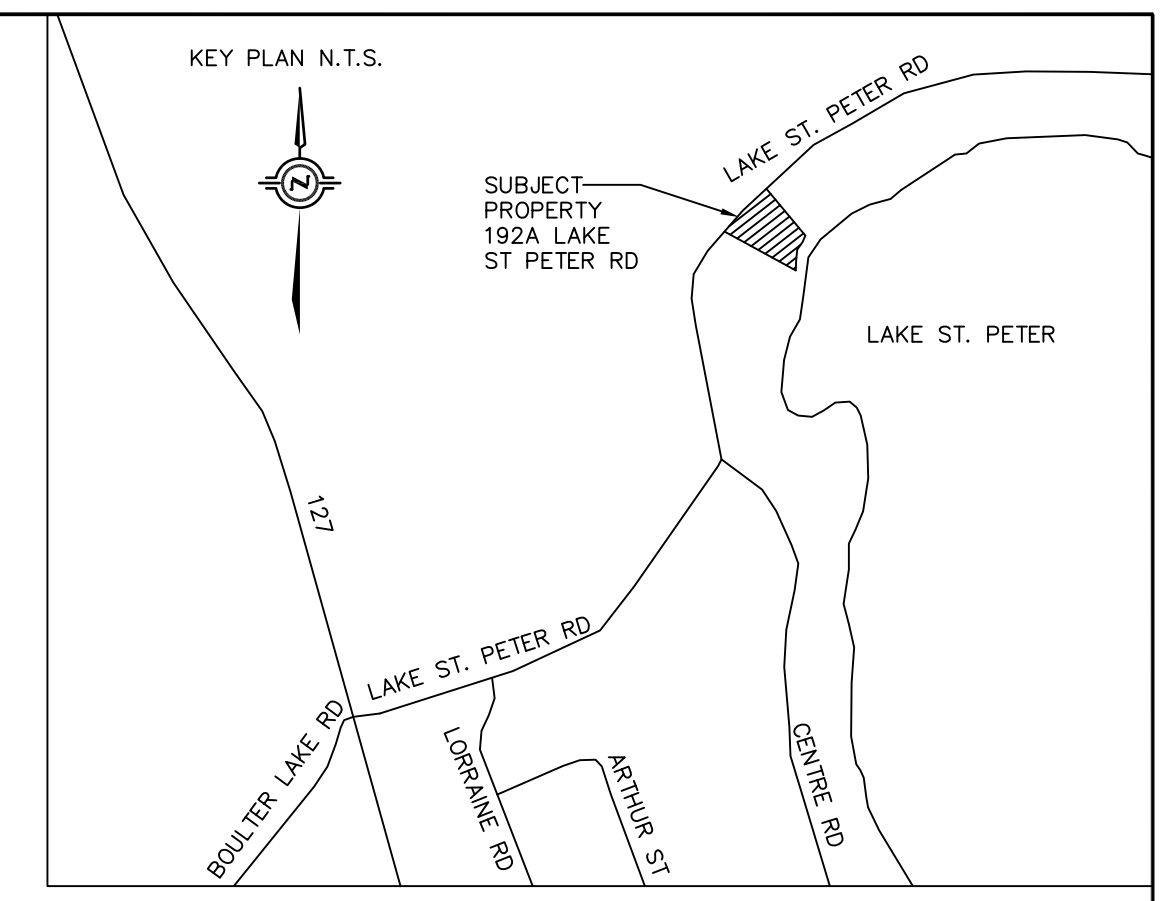 KEY PLAN N.T.S.
LAKE ST. PETER RD
N
SUBJECT
PROPERTY
192A LAKE
ST PETER RD
LAKE ST. PETER
127
LAKE ST. PETER RD
BOULTER LAKE RD
LORRAINE RD
ARTHUR ST
CENTRE RD